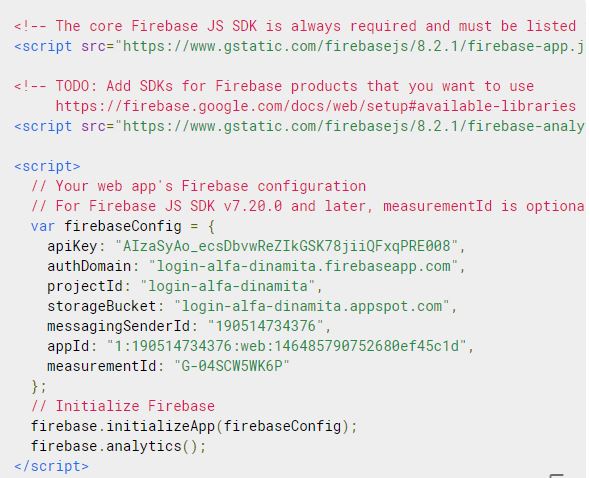 <!-- The core Firebase JS SDK is always required and must be listed
<script src="https://www.gstatic.com/firebasejs/8.2.1/firebase-app.j
<!-- TODO: Add SDKs for Firebase products that you want to use
https://firebase.google.com/docs/web/setup#available-libraries
<script src="https://www.gstatic.com/firebasejs/8.2.1/firebase-analy
<script>
// Your web app's Firebase configuration
// For Firebase JS SDK v7.20.0 and later, measurementId is optiona
var firebaseConfig = {
apiKey: "AIzaSyAo_ecsDbvwReZIkGSK78jiiQFxqPRE008",
authDomain: "login-alfa-dinamita.firebaseapp.com",
projectId: "login-alfa-dinamita",
storageBucket: "login-alfa-dinamita.appspot.com",
messagingSenderId: "190514734376",
appId: "1:190514734376:web:146485790752680ef45c1d",
measurementId: "G-04SCW5WK6P"
};
// Initialize Firebase
firebase.initializeApp(firebaseConfig);
firebase.analytics();
</script>